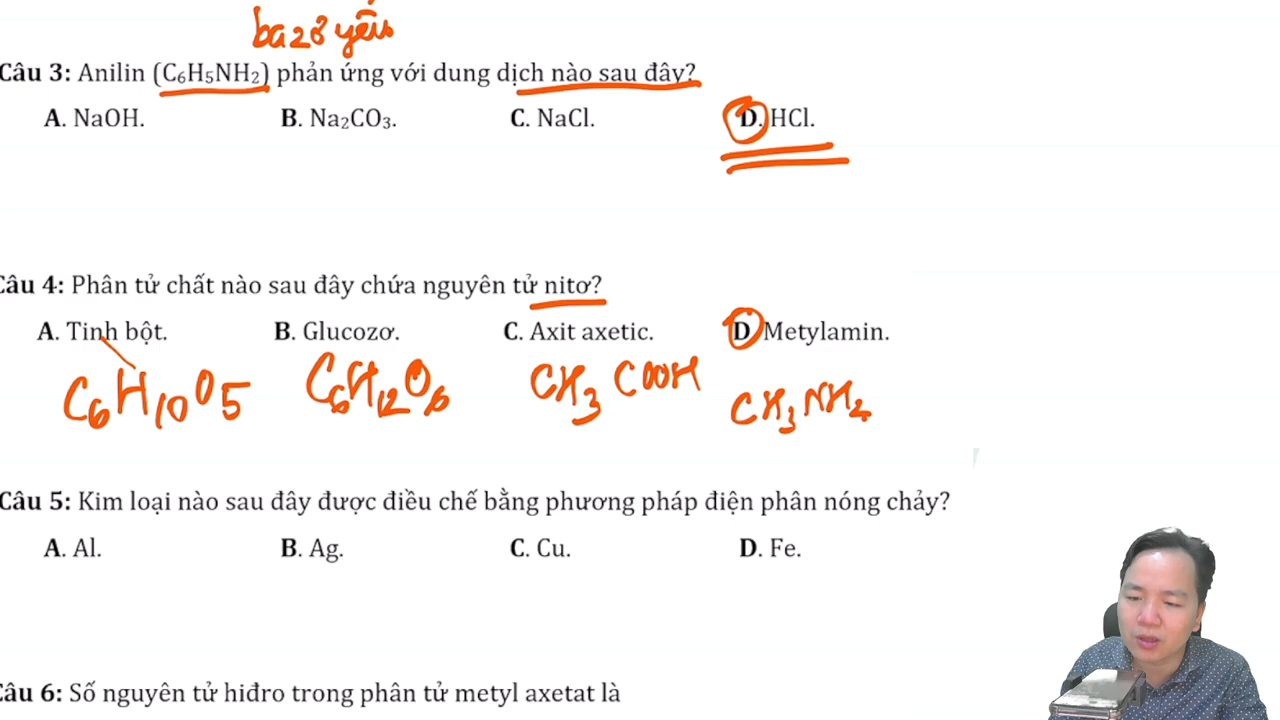 bazơ yếu
Câu 3: Anilin (C₆H₅NH₂) phản ứng với dung dịch nào sau đây?
A. NaOH. B. Na₂CO₃. C. NaCl. D. HCl.
Câu 4: Phân tử chất nào sau đây chứa nguyên tử nitơ?
A. Tinh bột. B. Glucozơ. C. Axit axetic. D Metylamin.
C₆H₁₀O₅ C₆H₁₂O₆ CH₃COOH CH₃NH₂
Câu 5: Kim loại nào sau đây được điều chế bằng phương pháp điện phân nóng chảy?
A. Al. B. Ag. C. Cu. D. Fe.
Câu 6: Số nguyên tử hiđro trong phân tử metyl axetat là